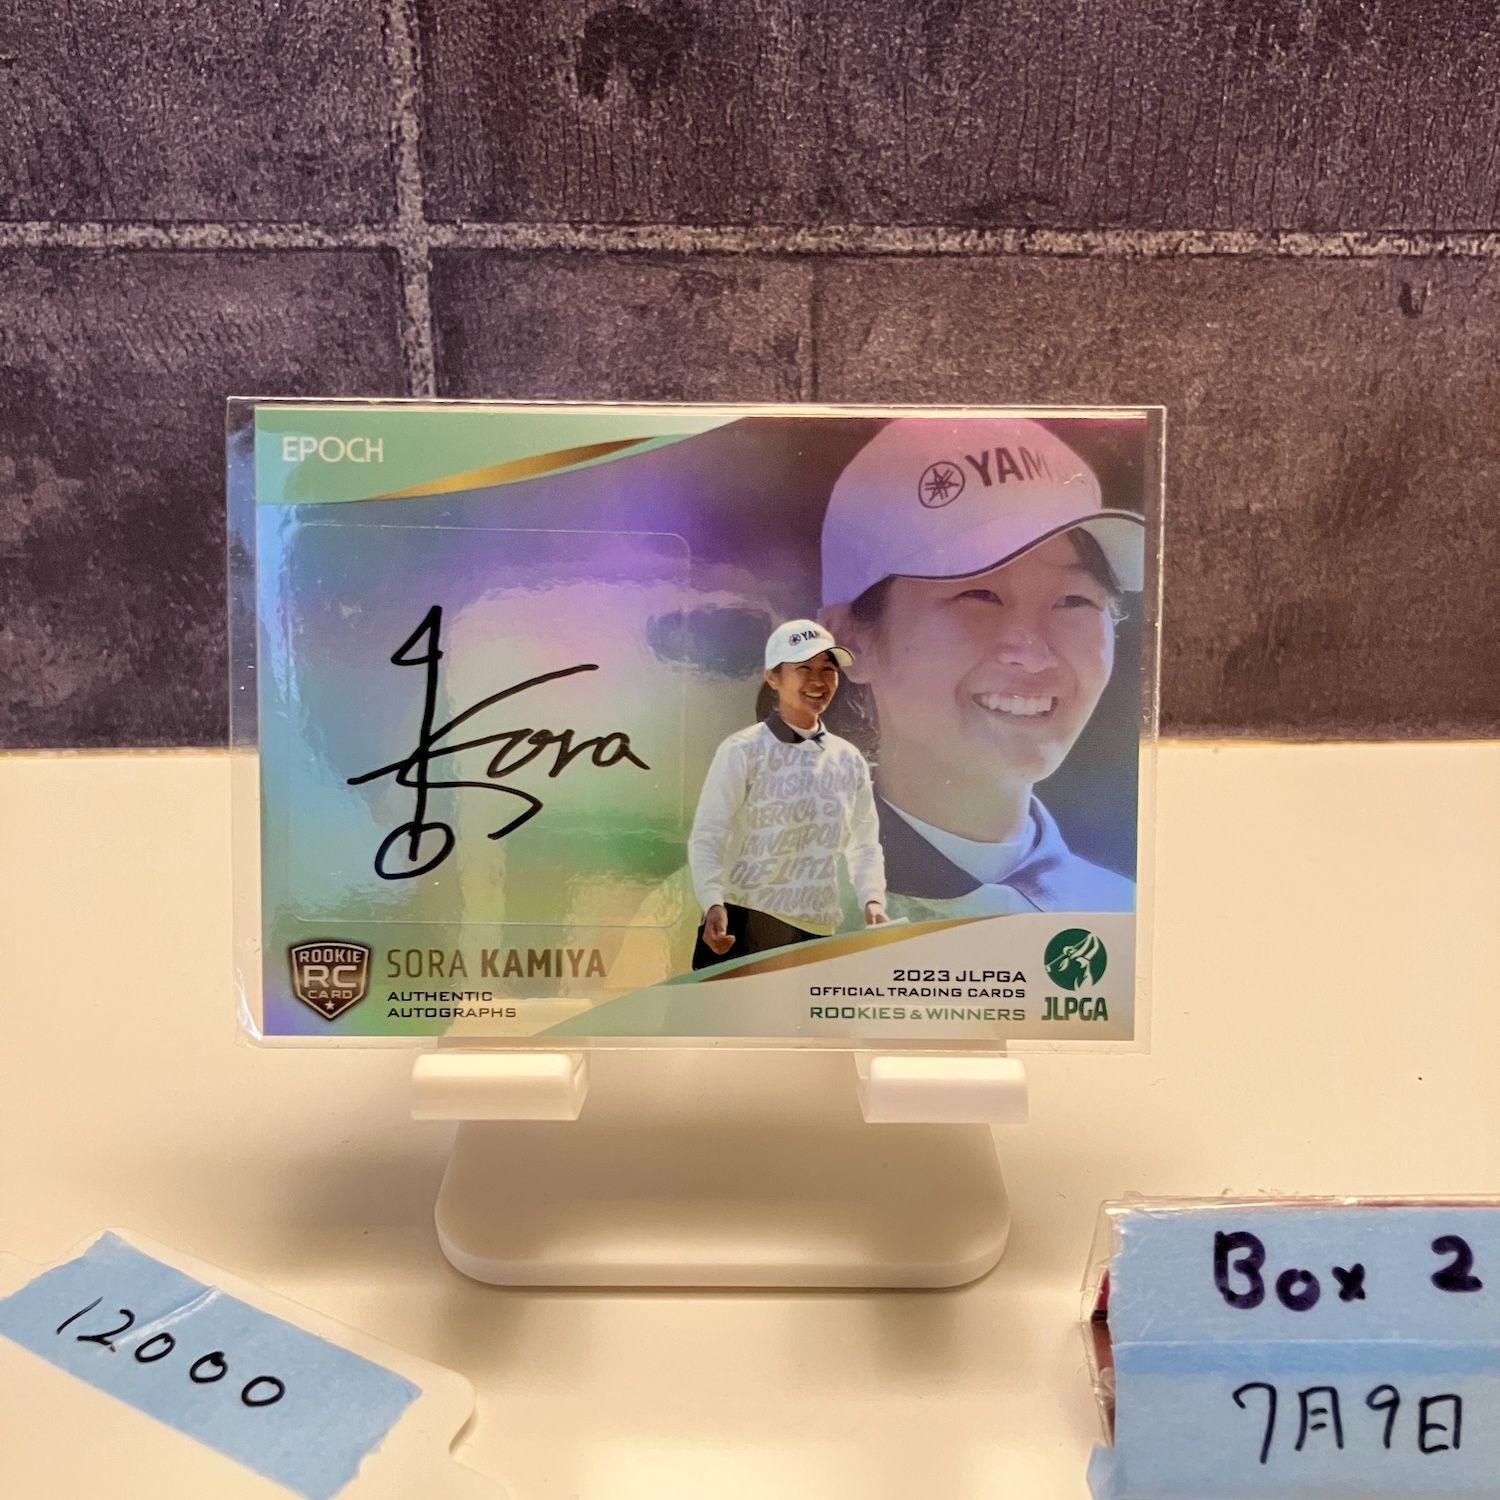 EPOCH
YAM
YAM
Sora
ROOKIE
RC
CARD
SORA KAMIYA
AUTHENTIC
AUTOGRAPHS
2023 JLPGA
OFFICIAL TRADING CARDS
ROOKIES & WINNERS
JLPGA
12000
Box 2
7月9日